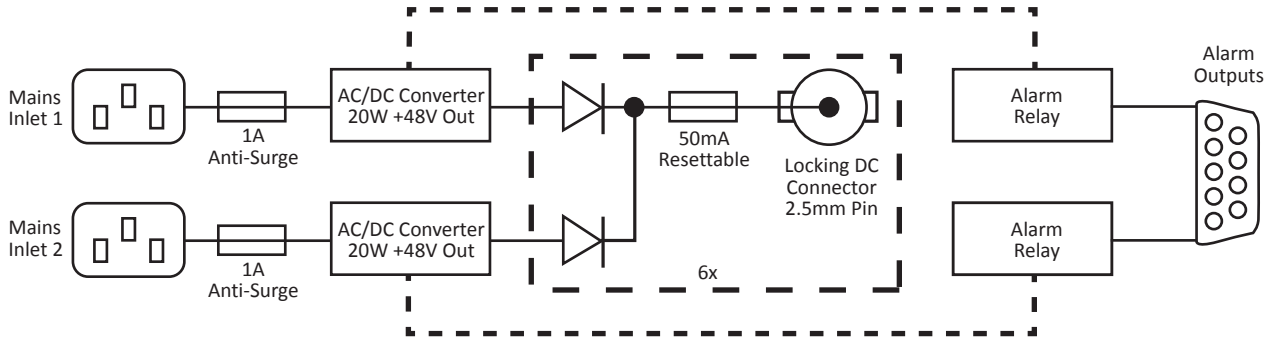 Mains
Inlet 1
1A
Anti-Surge
AC/DC Converter
20W +48V Out
50mA
Resettable
Locking DC
Connector
2.5mm Pin
Alarm
Relay
Alarm
Outputs
Mains
Inlet 2
1A
Anti-Surge
AC/DC Converter
20W +48V Out
6x
Alarm
Relay